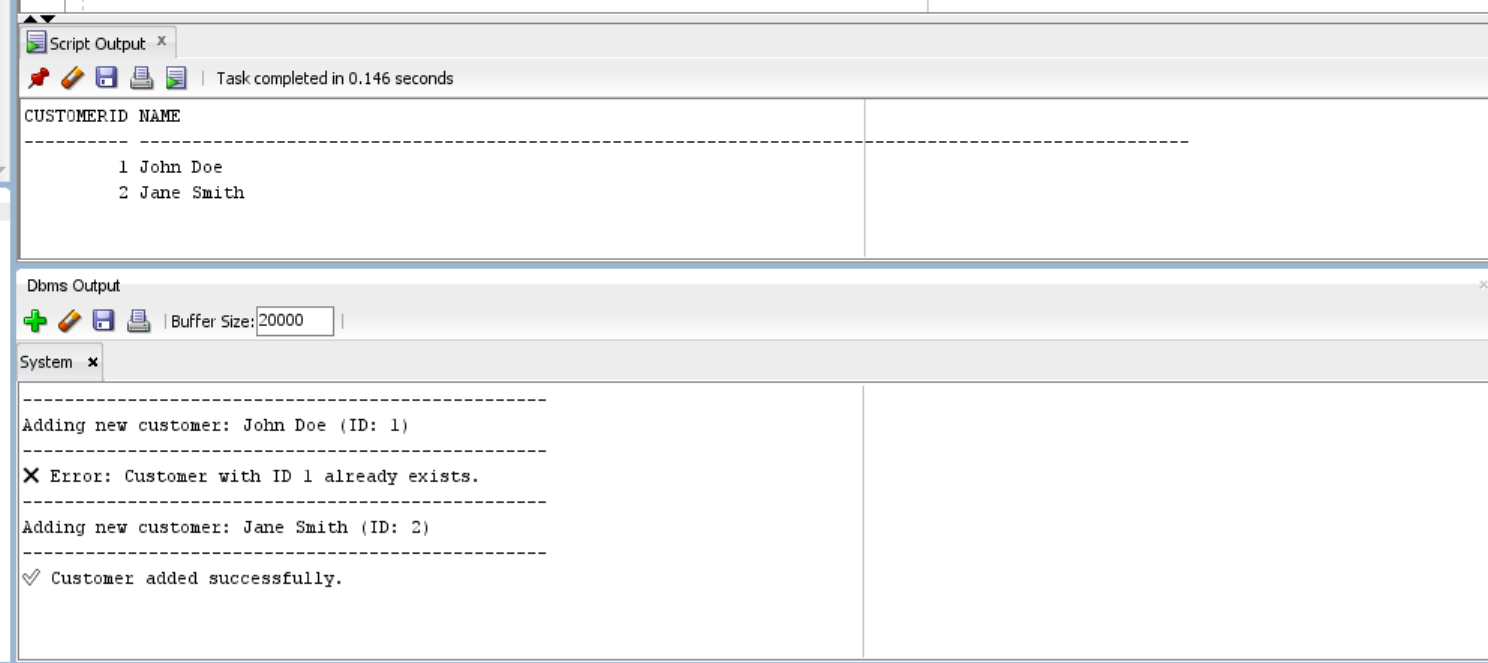 Script Output x
Task completed in 0.146 seconds
CUSTOMERID NAME
---------- ----------------------------------------------------------------------------------------------------
         1 John Doe
         2 Jane Smith
Dbms Output
Buffer Size: 20000
System
--------------------------------------------------
Adding new customer: John Doe (ID: 1)
--------------------------------------------------
❌ Error: Customer with ID 1 already exists.
--------------------------------------------------
Adding new customer: Jane Smith (ID: 2)
--------------------------------------------------
✅ Customer added successfully.